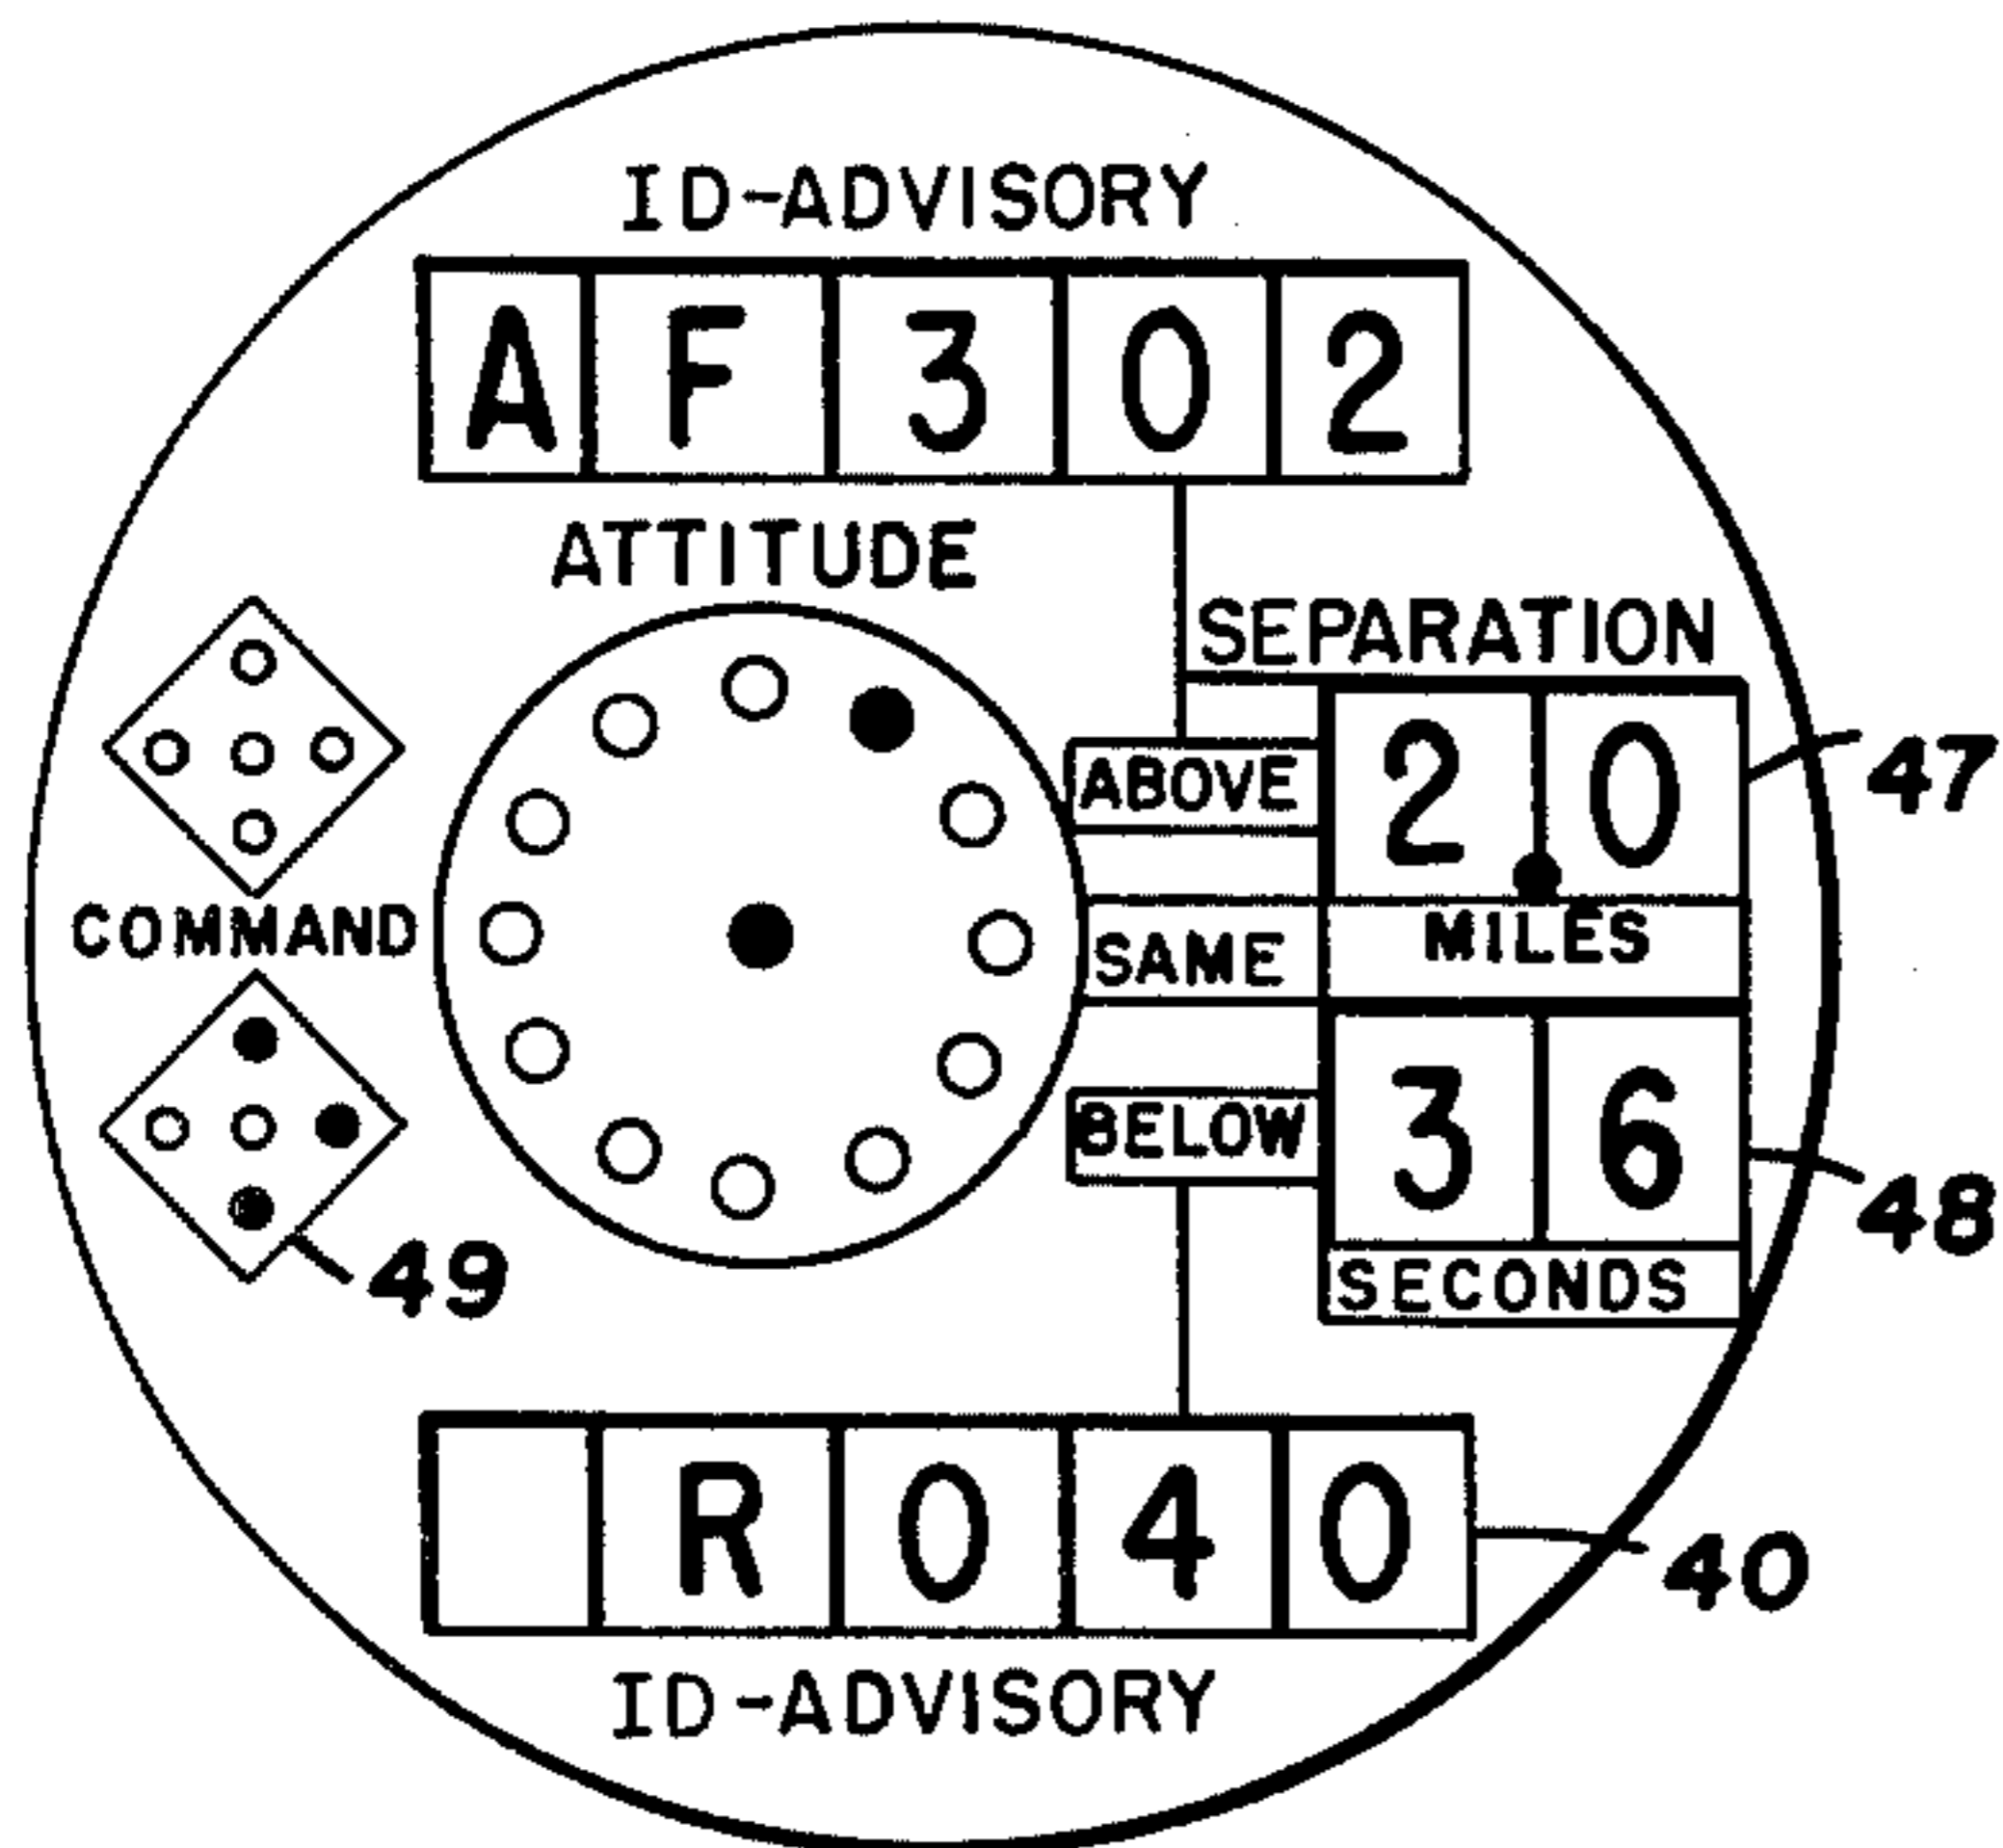 ID-ADVISORY
AF302
ATTITUDE
SEPARATION
ABOVE
2.0
47
COMMAND
SAME
MILES
BELOW
36
48
49
SECONDS
R040
40
ID-ADVISORY